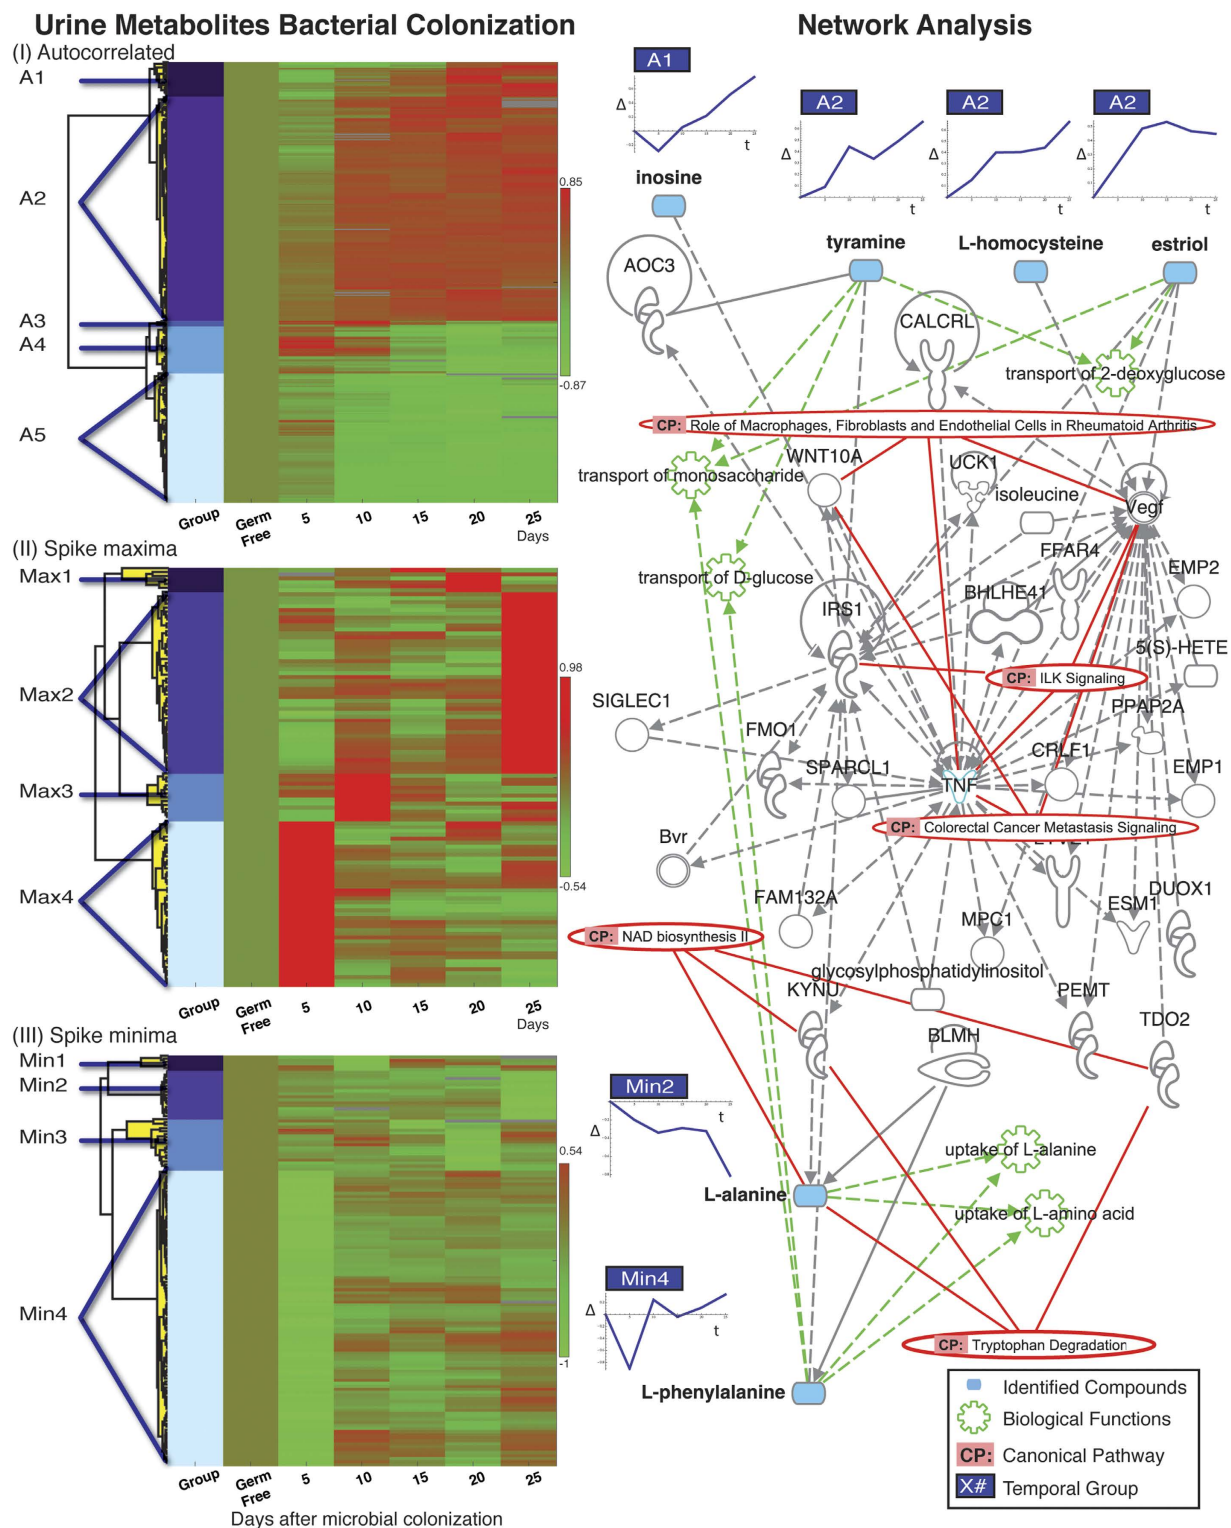 Urine Metabolites Bacterial Colonization
(I) Autocorrelated
A1
A2
A3
A4
A5
0.85
-0.87
Group
Germ Free
5
10
15
20
25
Days
(II) Spike maxima
Max1
Max2
Max3
Max4
0.98
-0.54
Group
Germ Free
5
10
15
20
25
Days
(III) Spike minima
Min1
Min2
Min3
Min4
0.54
-1
Group
Germ Free
5
10
15
20
25
Days after microbial colonization
Network Analysis
A1
Δ
t
A2
Δ
t
A2
Δ
t
A2
Δ
t
inosine
tyramine
L-homocysteine
estriol
AOC3
CALCRL
transport of 2-deoxyglucose
CP: Role of Macrophages, Fibroblasts and Endothelial Cells in Rheumatoid Arthritis
WNT10A
UCK1
transport of monosaccharide
isoleucine
Vegf
FFAR4
EMP2
transport of D-glucose
BHLHE41
IRS1
5(S)-HETE
CP: ILK Signaling
SIGLEC1
PPAP2A
FMO1
CRLF1
SPARCL1
TNF
EMP1
CP: Colorectal Cancer Metastasis Signaling
Bvr
FAM132A
DUOX1
ESM1
MPC1
CP: NAD biosynthesis II
glycosylphosphatidylinositol
KYNU
PEMT
TDO2
BLMH
Min2
Δ
t
uptake of L-alanine
L-alanine
uptake of L-amino acid
Min4
Δ
t
CP: Tryptophan Degradation
L-phenylalanine
Identified Compounds
Biological Functions
CP: Canonical Pathway
X# Temporal Group